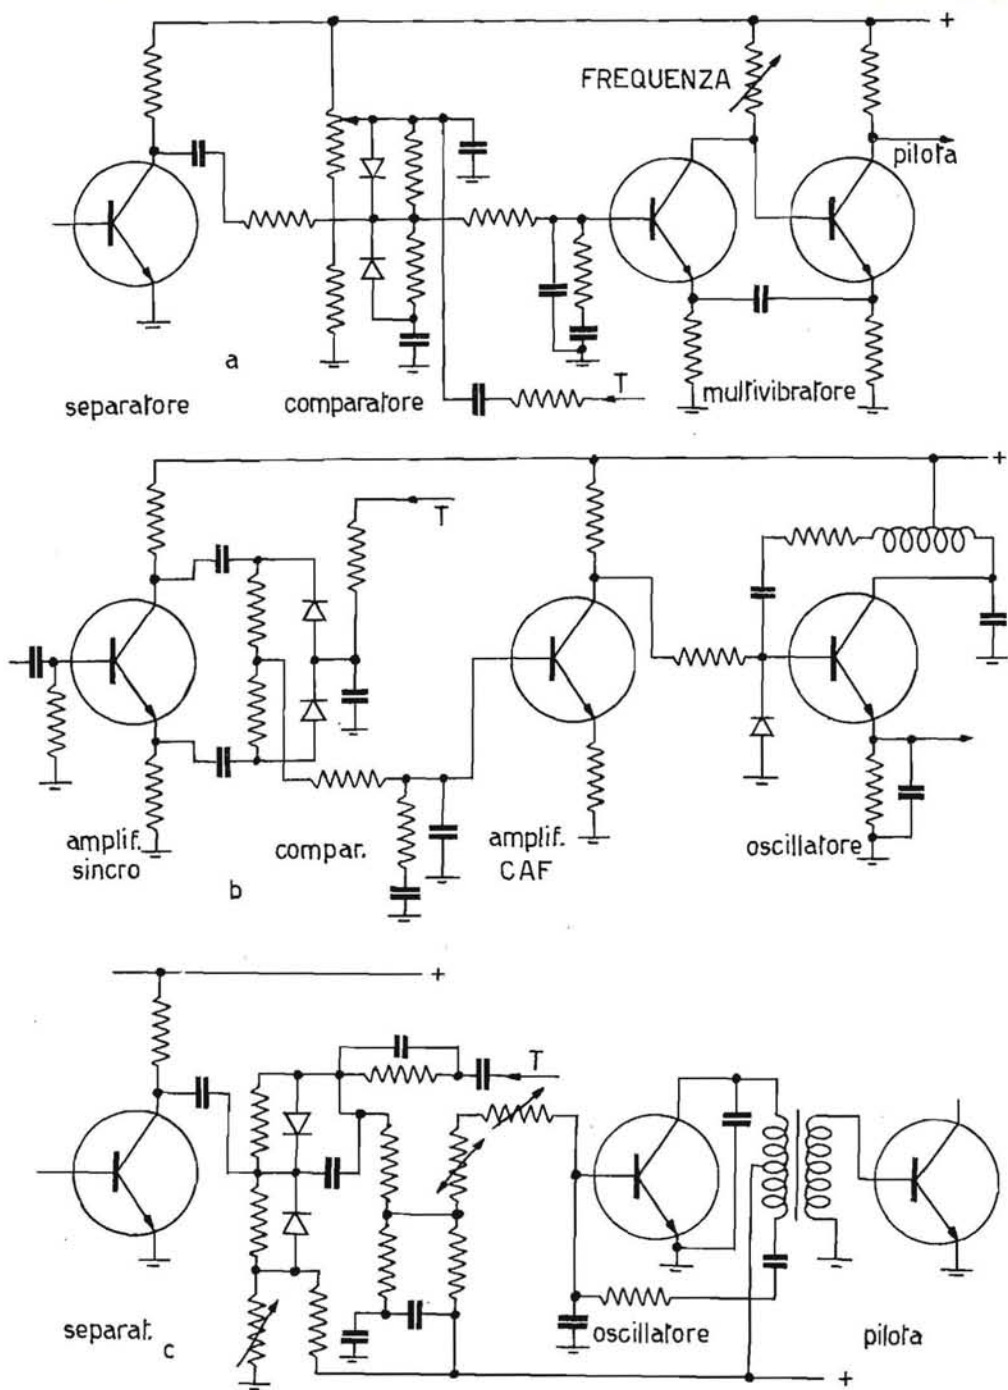 +
FREQUENZA
pilota
a
T
separatore
comparatore
multivibratore
+
T
amplif.
sincro
compar.
amplif.
CAF
oscillatore
b
+
T
separat.
c
oscillatore
pilota
+